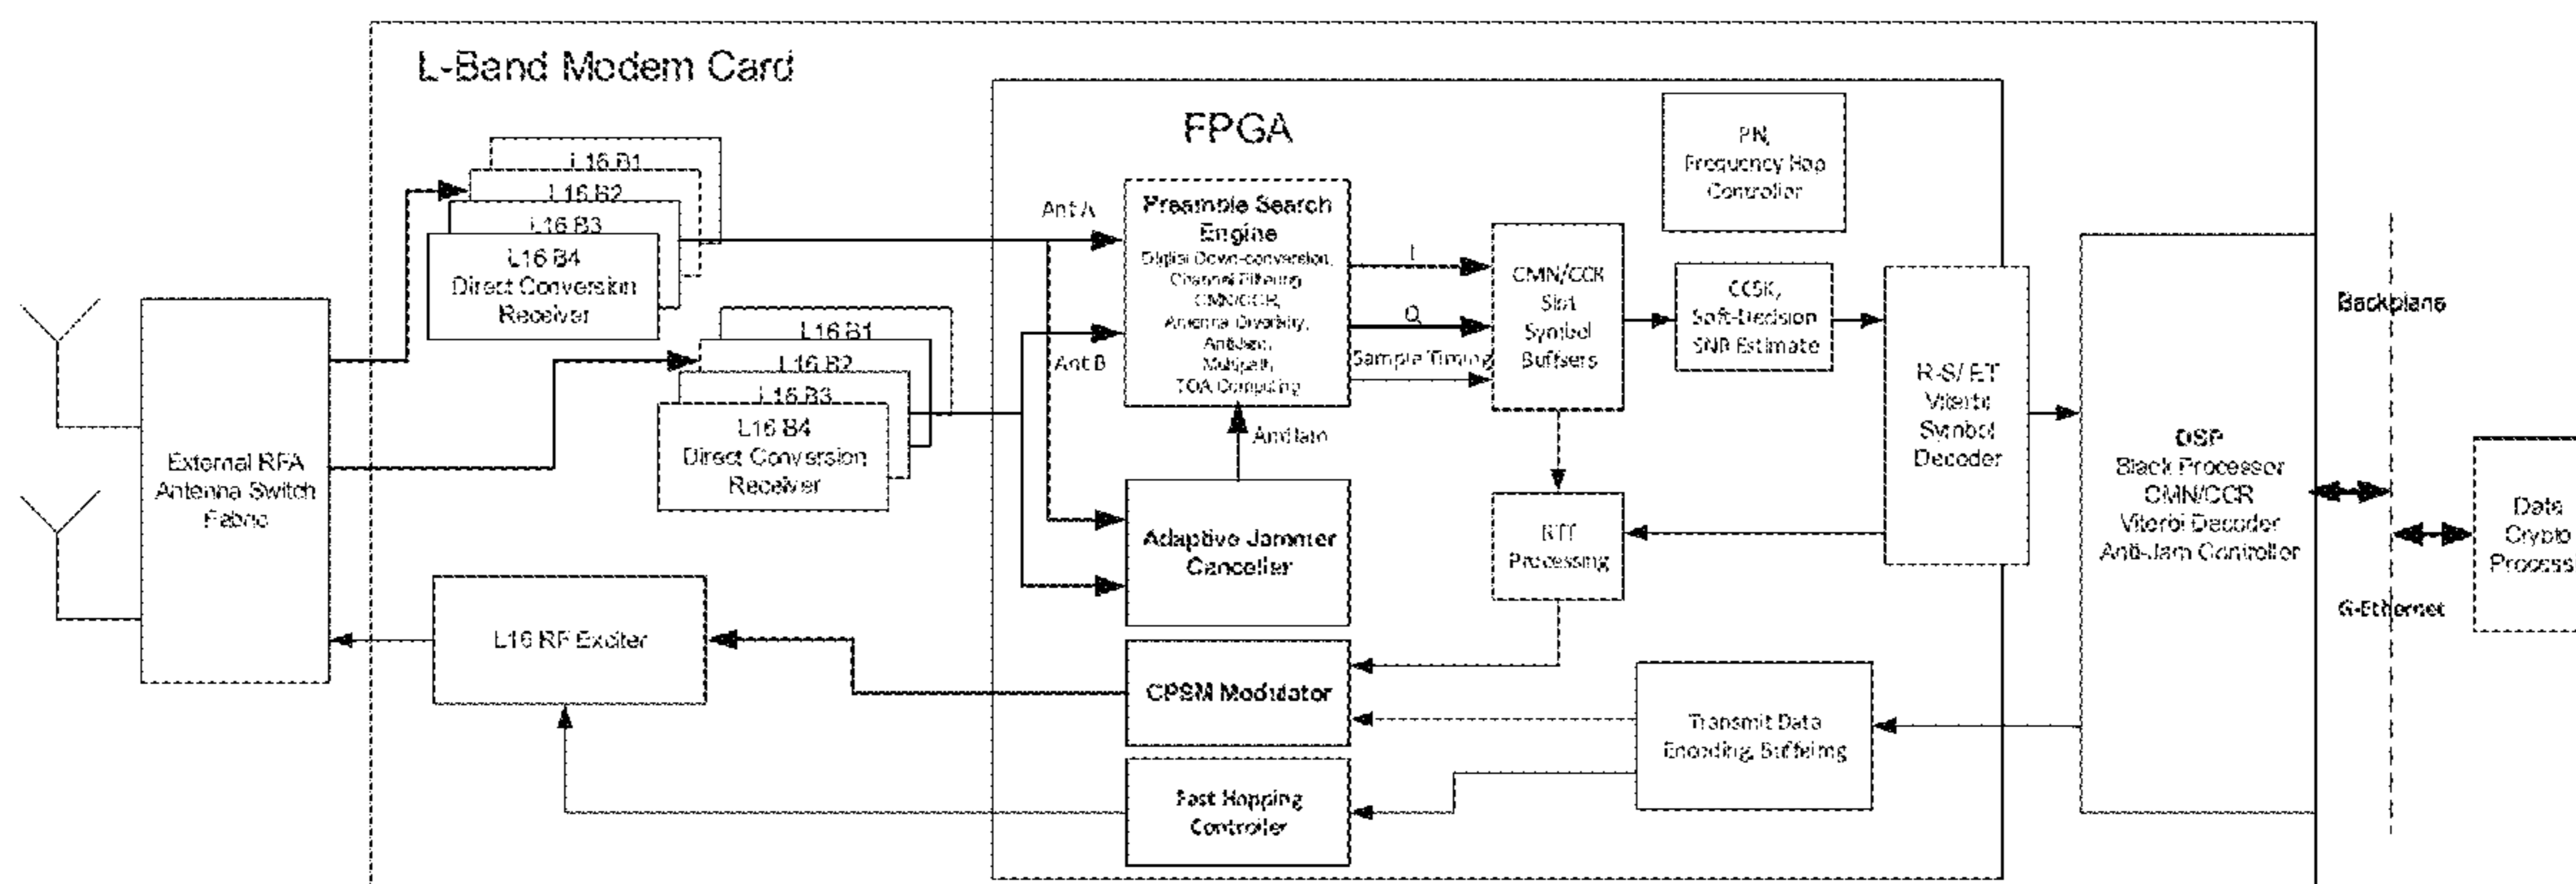 L-Band Modem Card
FPGA
L16 B1
L16 B2
L16 B3
L16 B4
Direct Conversion
Receiver
L16 B1
L16 B2
L16 B3
L16 B4
Direct Conversion
Receiver
External RFA
Antenna Switch
Fabric
L16 RF Exciter
Ant A
Ant B
Preamble Search
Engine
Digital Down-conversion,
Channel Filtering
CMN/CCR,
Antenna Diversity,
AntiJam,
Multipath
TOA Computing
AntiJam
Adaptive Jammer
Canceller
CPSM Modulator
Fast Hopping
Controller
I
Q
Sample Timing
CMN/CCR
Slot
Symbol
Buffsers
PN,
Frequency Hop
Controller
CCSK,
Soft-Decision
SNR Estimate
RTT
Processing
R-S/ ET
Viterbi
Symbol
Decoder
Transmit Data
Encoding, Buffering
DSP
Black Processor
CMN/CCR
Viterbi Decoder
Anti-Jam Controller
Backplane
G-Ethernet
Data
Crypto
Process